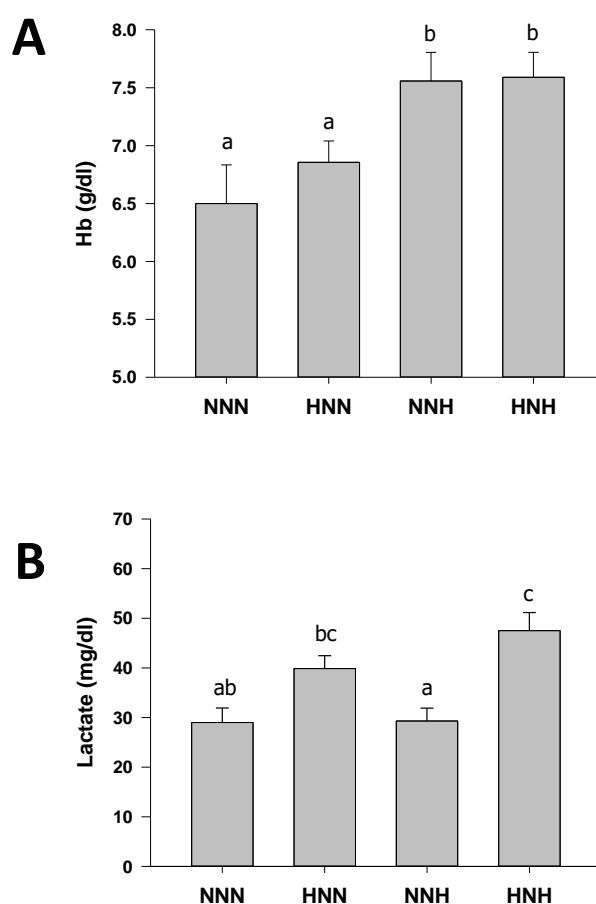 A
Hb (g/dl)
8.0
7.5
7.0
6.5
6.0
5.5
5.0
a
a
b
b
NNN HNN NNH HNH
B
Lactate (mg/dl)
70
60
50
40
30
20
10
0
ab
bc
a
c
NNN HNN NNH HNH